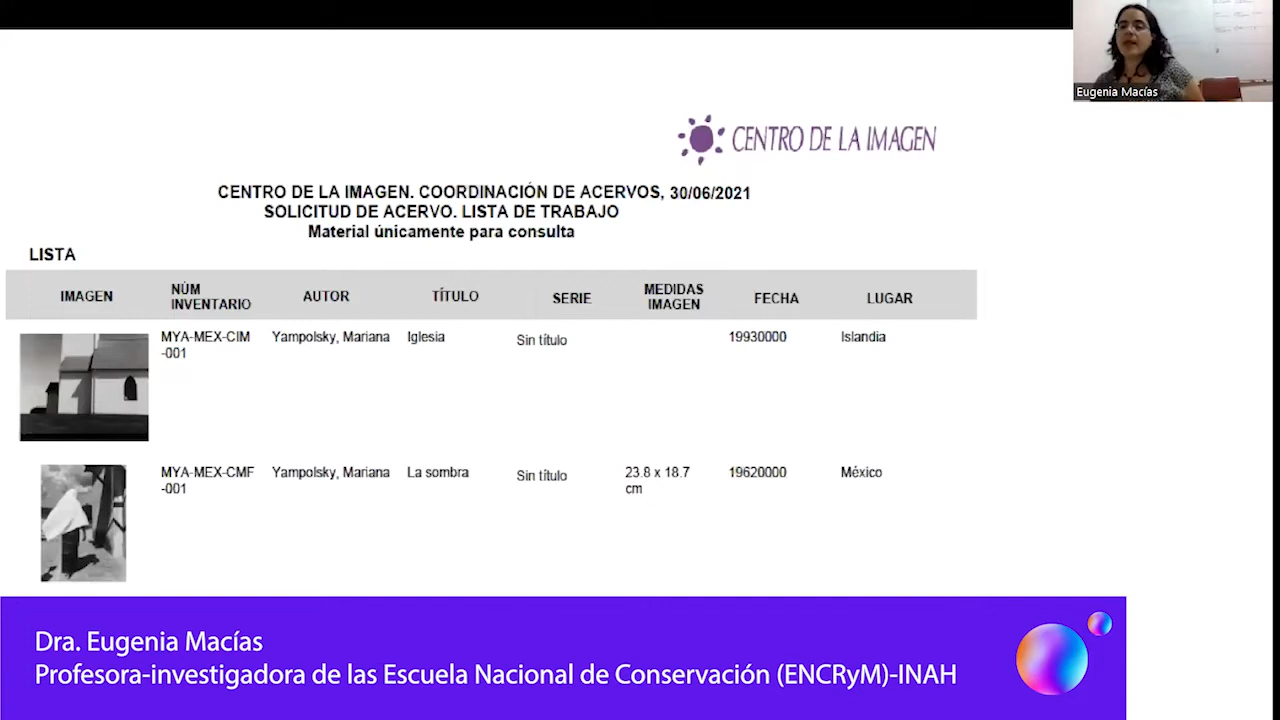 Eugenia Macías
CENTRO DE LA IMAGEN
CENTRO DE LA IMAGEN. COORDINACIÓN DE ACERVOS, 30/06/2021
SOLICITUD DE ACERVO. LISTA DE TRABAJO
Material únicamente para consulta
LISTA
IMAGEN NÚM INVENTARIO AUTOR TÍTULO SERIE MEDIDAS IMAGEN FECHA LUGAR
MYA-MEX-CIM Yampolsky, Mariana Iglesia Sin título 19930000 Islandia
-001
MYA-MEX-CMF Yampolsky, Mariana La sombra Sin título 23.8 x 18.7 19620000 México
-001 cm
Dra. Eugenia Macías
Profesora-investigadora de las Escuela Nacional de Conservación (ENCRyM)-INAH